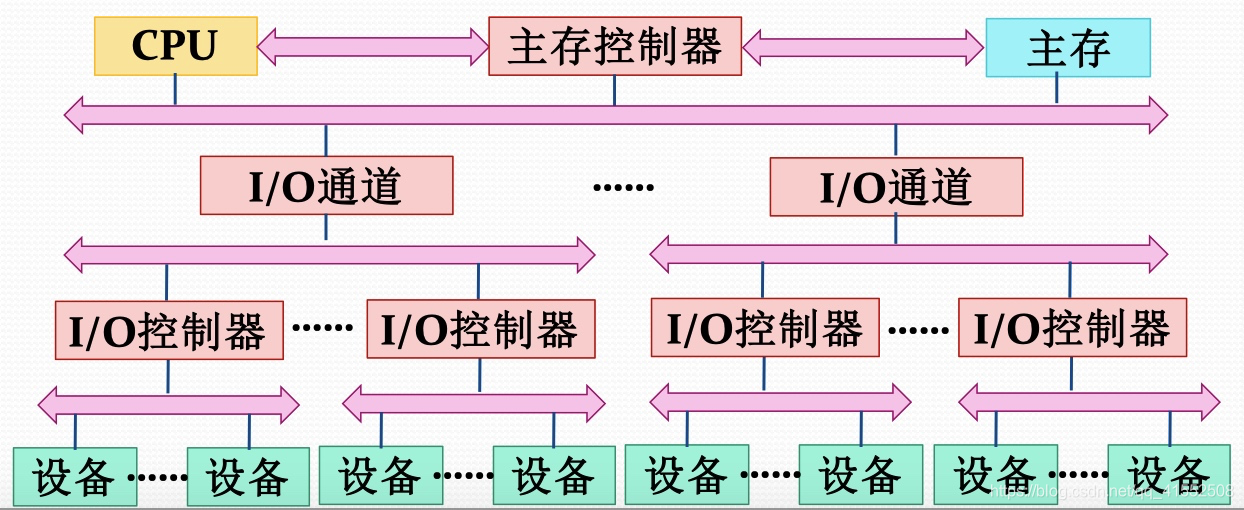 CPU
主存控制器
主存
I/O通道
......
I/O通道
I/O控制器
......
I/O控制器
I/O控制器
......
I/O控制器
设备
......
设备
设备
......
设备
设备
......
设备
设备
......
设备
https://blog.csdn.net/qq_41552508